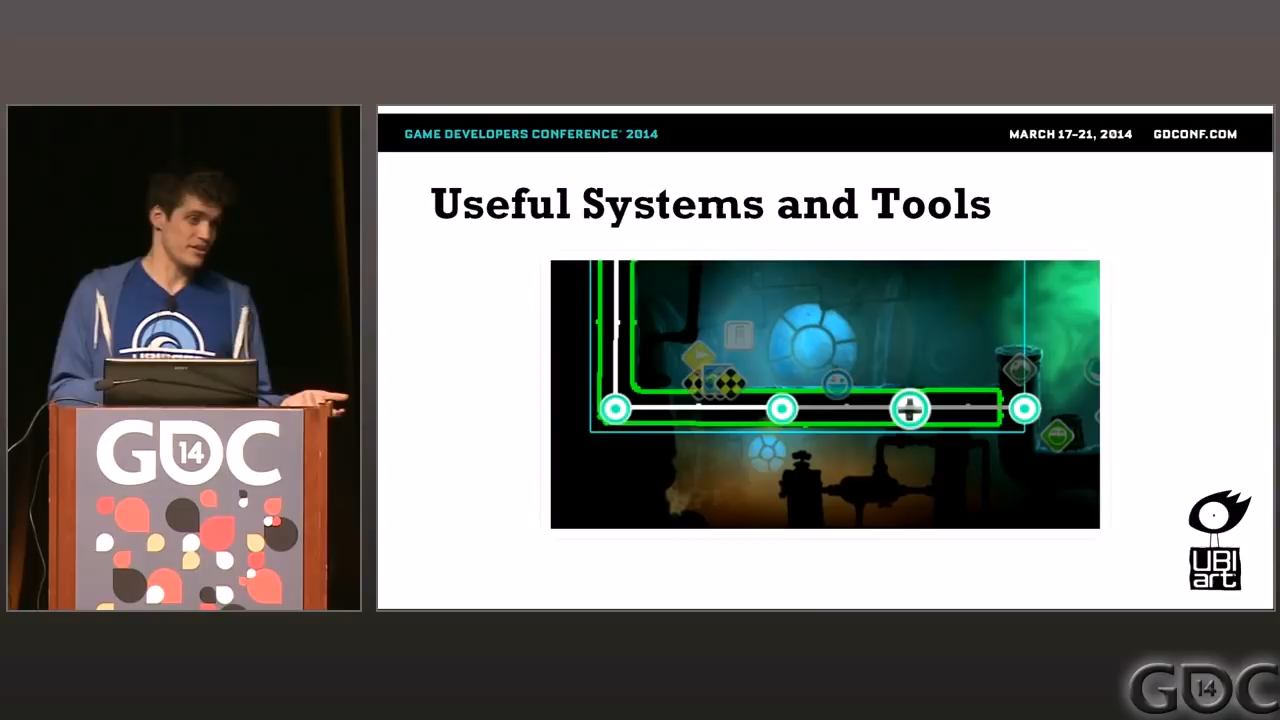 GAME DEVELOPERS CONFERENCE® 2014
MARCH 17–21, 2014 GDCONF.COM
Useful Systems and Tools
SONY
GDC
14
UBI
art
GDC
14